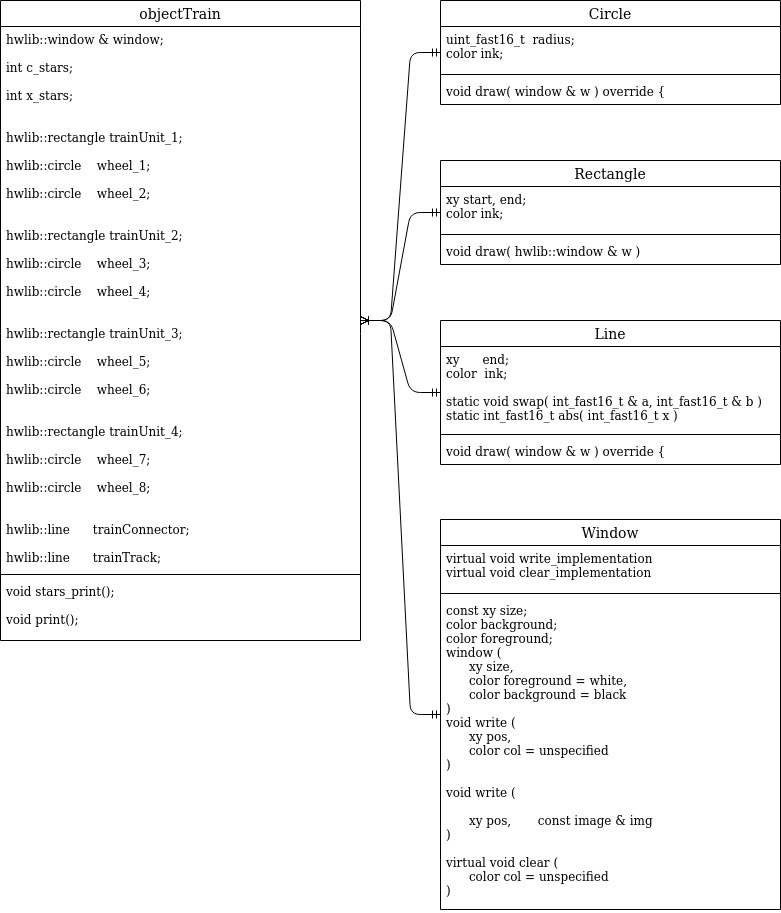 objectTrain
hwlib::window & window;
int c_stars;
int x_stars;
hwlib::rectangle trainUnit_1;
hwlib::circle wheel_1;
hwlib::circle wheel_2;
hwlib::rectangle trainUnit_2;
hwlib::circle wheel_3;
hwlib::circle wheel_4;
hwlib::rectangle trainUnit_3;
hwlib::circle wheel_5;
hwlib::circle wheel_6;
hwlib::rectangle trainUnit_4;
hwlib::circle wheel_7;
hwlib::circle wheel_8;
hwlib::line trainConnector;
hwlib::line trainTrack;
void stars_print();
void print();
Circle
uint_fast16_t radius;
color ink;
void draw( window & w ) override {
Rectangle
xy start, end;
color ink;
void draw( hwlib::window & w )
Line
xy end;
color ink;
static void swap( int_fast16_t & a, int_fast16_t & b )
static int_fast16_t abs( int_fast16_t x )
void draw( window & w ) override {
Window
virtual void write_implementation
virtual void clear_implementation
const xy size;
color background;
color foreground;
window (
xy size,
color foreground = white,
color background = black
)
void write (
xy pos,
color col = unspecified
)
void write (
xy pos, const image & img
)
virtual void clear (
color col = unspecified
)